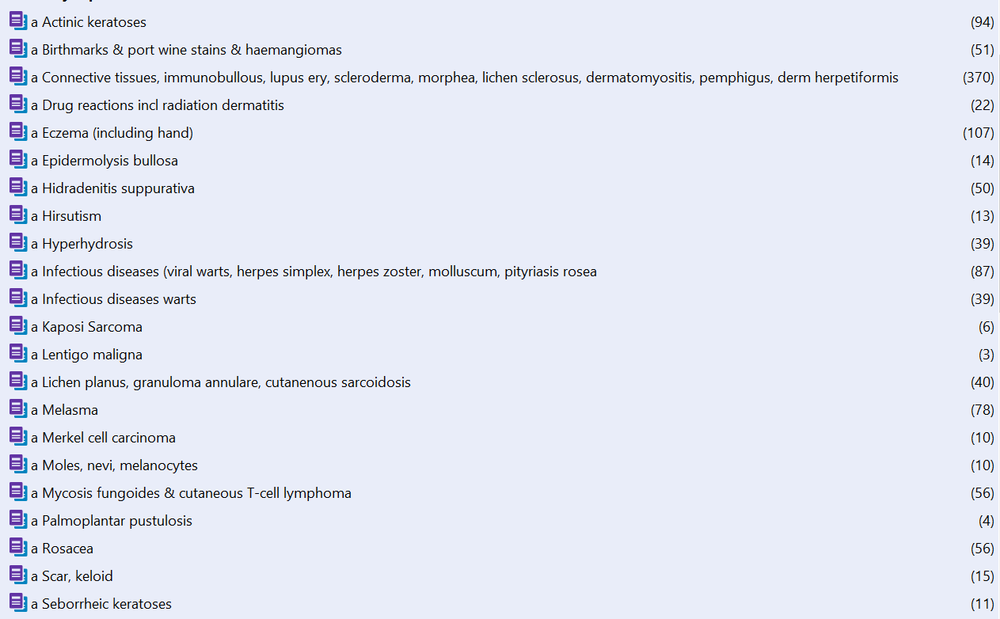 a Actinic keratoses (94)
a Birthmarks & port wine stains & haemangiomas (51)
a Connective tissues, immunobullous, lupus ery, scleroderma, morphea, lichen sclerosus, dermatomyositis, pemphigus, derm herpetiformis (370)
a Drug reactions incl radiation dermatitis (22)
a Eczema (including hand) (107)
a Epidermolysis bullosa (14)
a Hidradenitis suppurativa (50)
a Hirsutism (13)
a Hyperhydrosis (39)
a Infectious diseases (viral warts, herpes simplex, herpes zoster, molluscum, pityriasis rosea (87)
a Infectious diseases warts (39)
a Kaposi Sarcoma (6)
a Lentigo maligna (3)
a Lichen planus, granuloma annulare, cutanenous sarcoidosis (40)
a Melasma (78)
a Merkel cell carcinoma (10)
a Moles, nevi, melanocytes (10)
a Mycosis fungoides & cutaneous T-cell lymphoma (56)
a Palmoplantar pustulosis (4)
a Rosacea (56)
a Scar, keloid (15)
a Seborrheic keratoses (11)